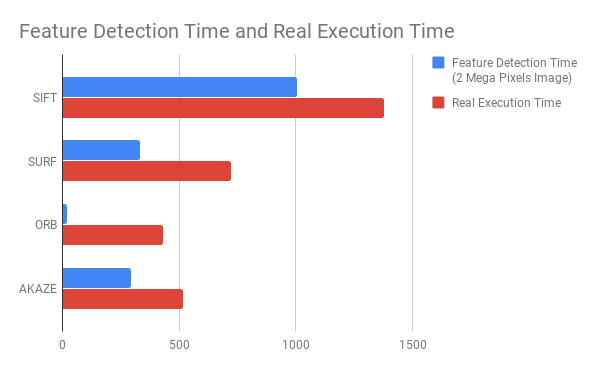 Feature Detection Time and Real Execution Time
Feature Detection Time
(2 Mega Pixels Image)
Real Execution Time
SIFT
SURF
ORB
AKAZE
0
500
1000
1500